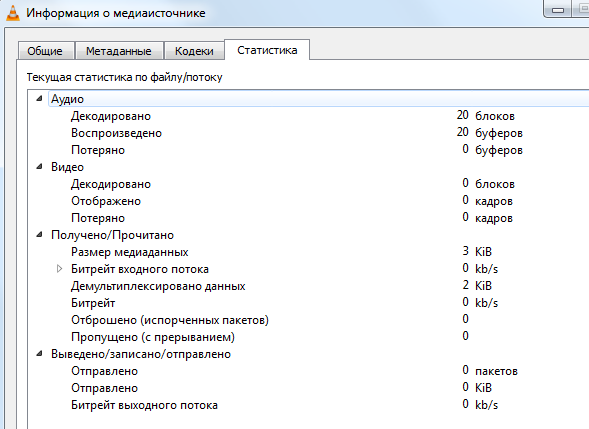 Информация о медиаисточнике
Общие Метаданные Кодеки Статистика
Текущая статистика по файлу/потоку
Аудио
Декодировано 20 блоков
Воспроизведено 20 буферов
Потеряно 0 буферов
Видео
Декодировано 0 блоков
Отображено 0 кадров
Потеряно 0 кадров
Получено/Прочитано
Размер медиаданных 3 KiB
Битрейт входного потока 0 kb/s
Демультиплексировано данных 2 KiB
Битрейт 0 kb/s
Отброшено (испорченных пакетов) 0
Пропущено (с прерыванием) 0
Выведено/записано/отправлено
Отправлено 0 пакетов
Отправлено 0 KiB
Битрейт выходного потока 0 kb/s